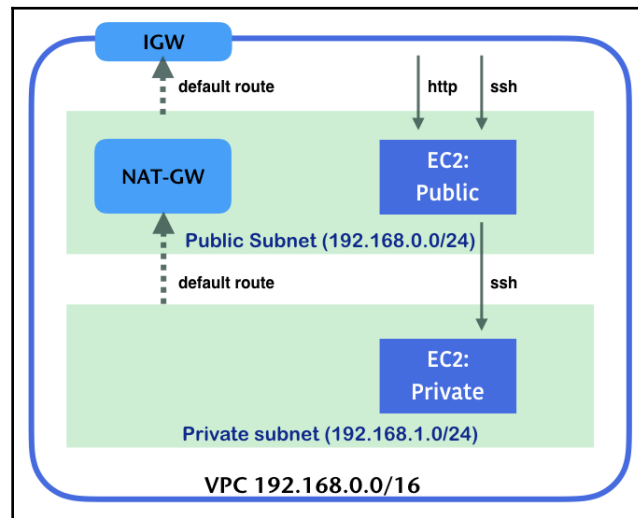 IGW
default route
http
ssh
NAT-GW
EC2:
Public
Public Subnet (192.168.0.0/24)
default route
ssh
EC2:
Private
Private subnet (192.168.1.0/24)
VPC 192.168.0.0/16